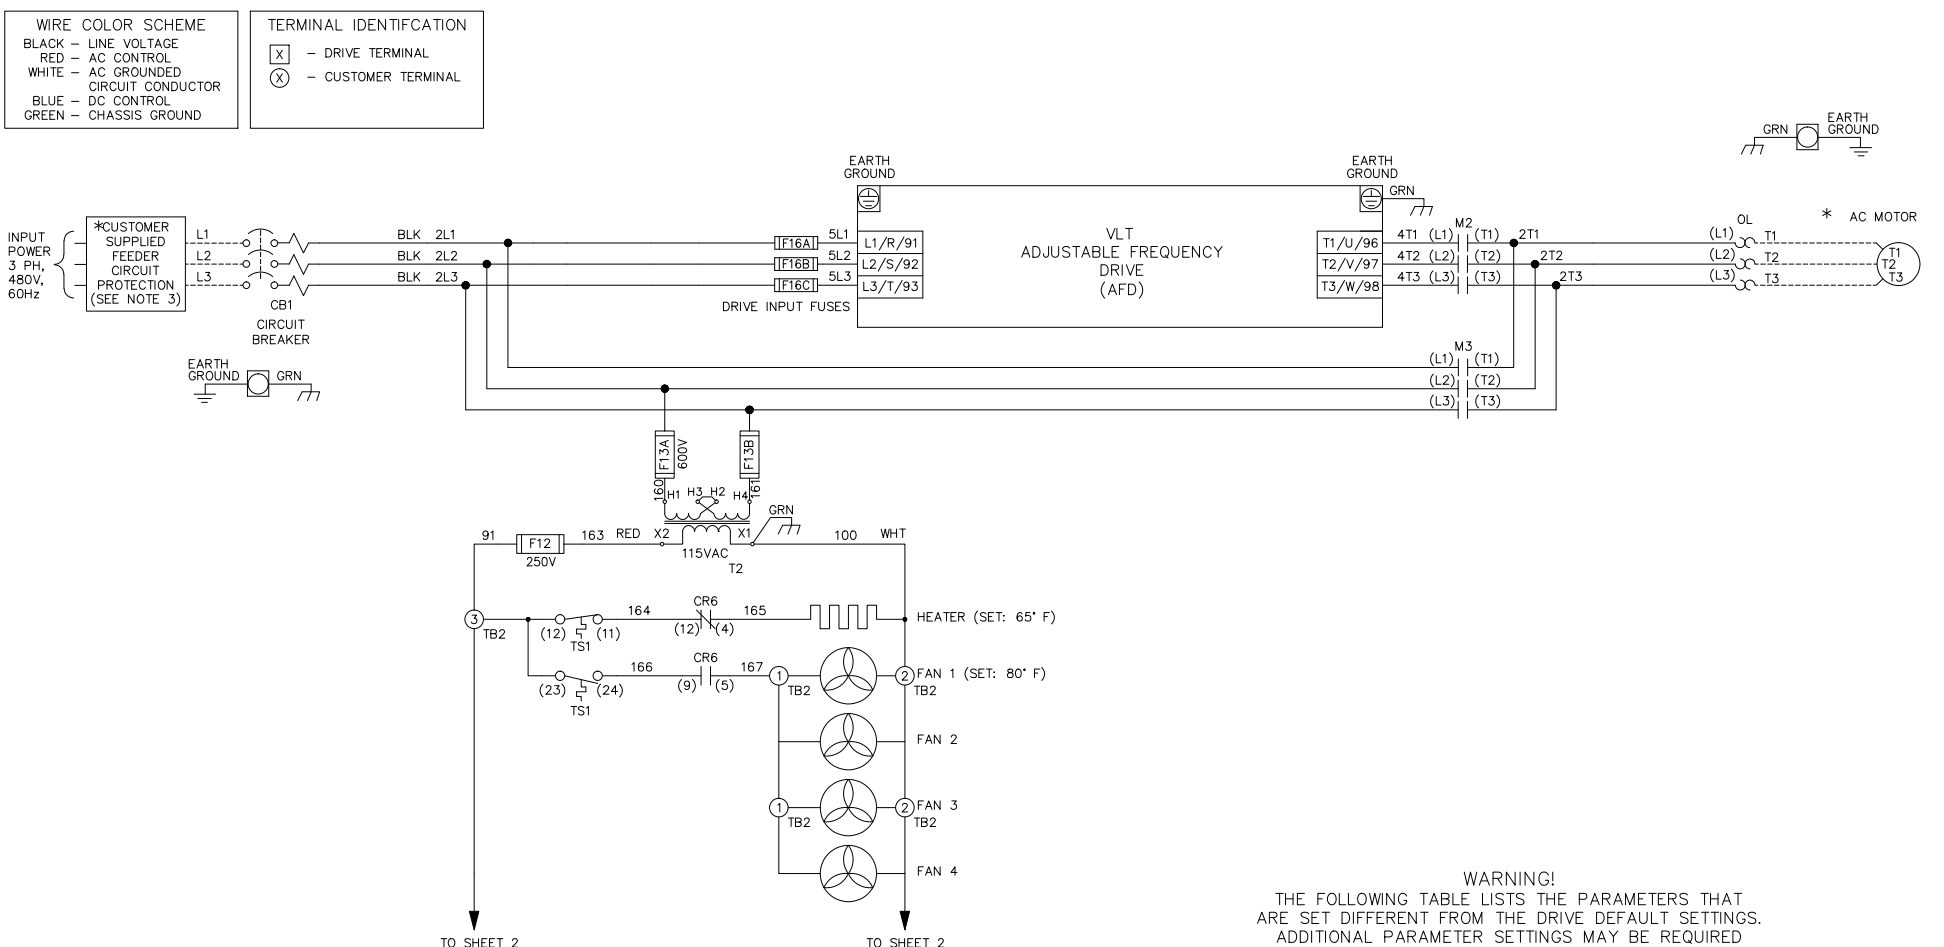 WIRE COLOR SCHEME
BLACK – LINE VOLTAGE
RED – AC CONTROL
WHITE – AC GROUNDED
CIRCUIT CONDUCTOR
BLUE – DC CONTROL
GREEN – CHASSIS GROUND
TERMINAL IDENTIFCATION
X – DRIVE TERMINAL
X – CUSTOMER TERMINAL
GRN
EARTH
GROUND
INPUT
POWER
3 PH,
480V,
60Hz
*CUSTOMER
SUPPLIED
FEEDER
CIRCUIT
PROTECTION
(SEE NOTE 3)
L1
L2
L3
CB1
CIRCUIT
BREAKER
BLK 2L1
BLK 2L2
BLK 2L3
F16A 5L1
F16B 5L2
F16C 5L3
DRIVE INPUT FUSES
EARTH
GROUND
L1/R/91
L2/S/92
L3/T/93
VLT
ADJUSTABLE FREQUENCY
DRIVE
(AFD)
EARTH
GROUND
GRN
T1/U/96
T2/V/97
T3/W/98
M2
4T1 (L1) (T1) 2T1
4T2 (L2) (T2) 2T2
4T3 (L3) (T3) 2T3
OL
(L1) T1
(L2) T2
(L3) T3
* AC MOTOR
T1
T2
T3
M3
(L1) (T1)
(L2) (T2)
(L3) (T3)
EARTH
GROUND GRN
F13A
600V
F13B
160
161
H1 H3 H2 H4
GRN
91 F12 163 RED X2 X1 100 WHT
250V
115VAC
T2
3
TB2
(12) (11)
TS1
164
CR6
(12) (4)
165
HEATER (SET: 65° F)
(23) (24)
TS1
166
CR6
(9) (5)
167
1
TB2
2
TB2
FAN 1 (SET: 80° F)
FAN 2
1
TB2
2
TB2
FAN 3
FAN 4
TO SHEET 2
TO SHEET 2
WARNING!
THE FOLLOWING TABLE LISTS THE PARAMETERS THAT
ARE SET DIFFERENT FROM THE DRIVE DEFAULT SETTINGS.
ADDITIONAL PARAMETER SETTINGS MAY BE REQUIRED